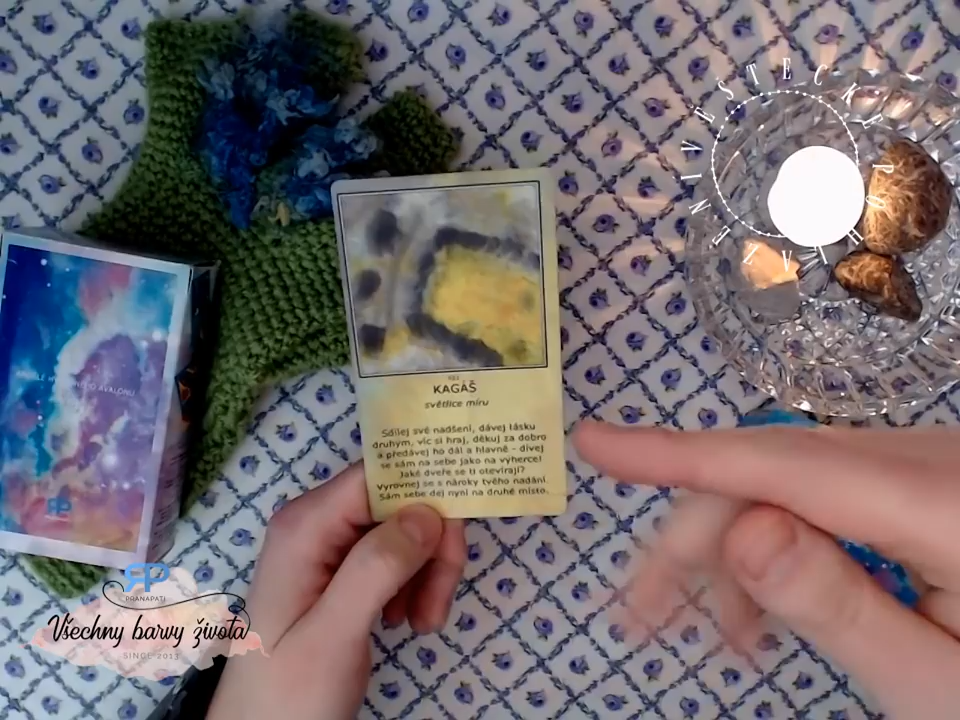 KAGÁŠ
světlice míru
Sdílej své nadšení, dávej lásku
druhým, víc si hraj, děkuj za dobro
a předávej ho dál a hlavně - dívej
se sám na sebe jako na výherce!
Jaké dveře se ti otevírají?
Vyrovnej se s nároky tvého nadání.
Sám sebe dej nyní na druhé místo.
PRANAPATI
Všechny barvy života
SINCE 2013